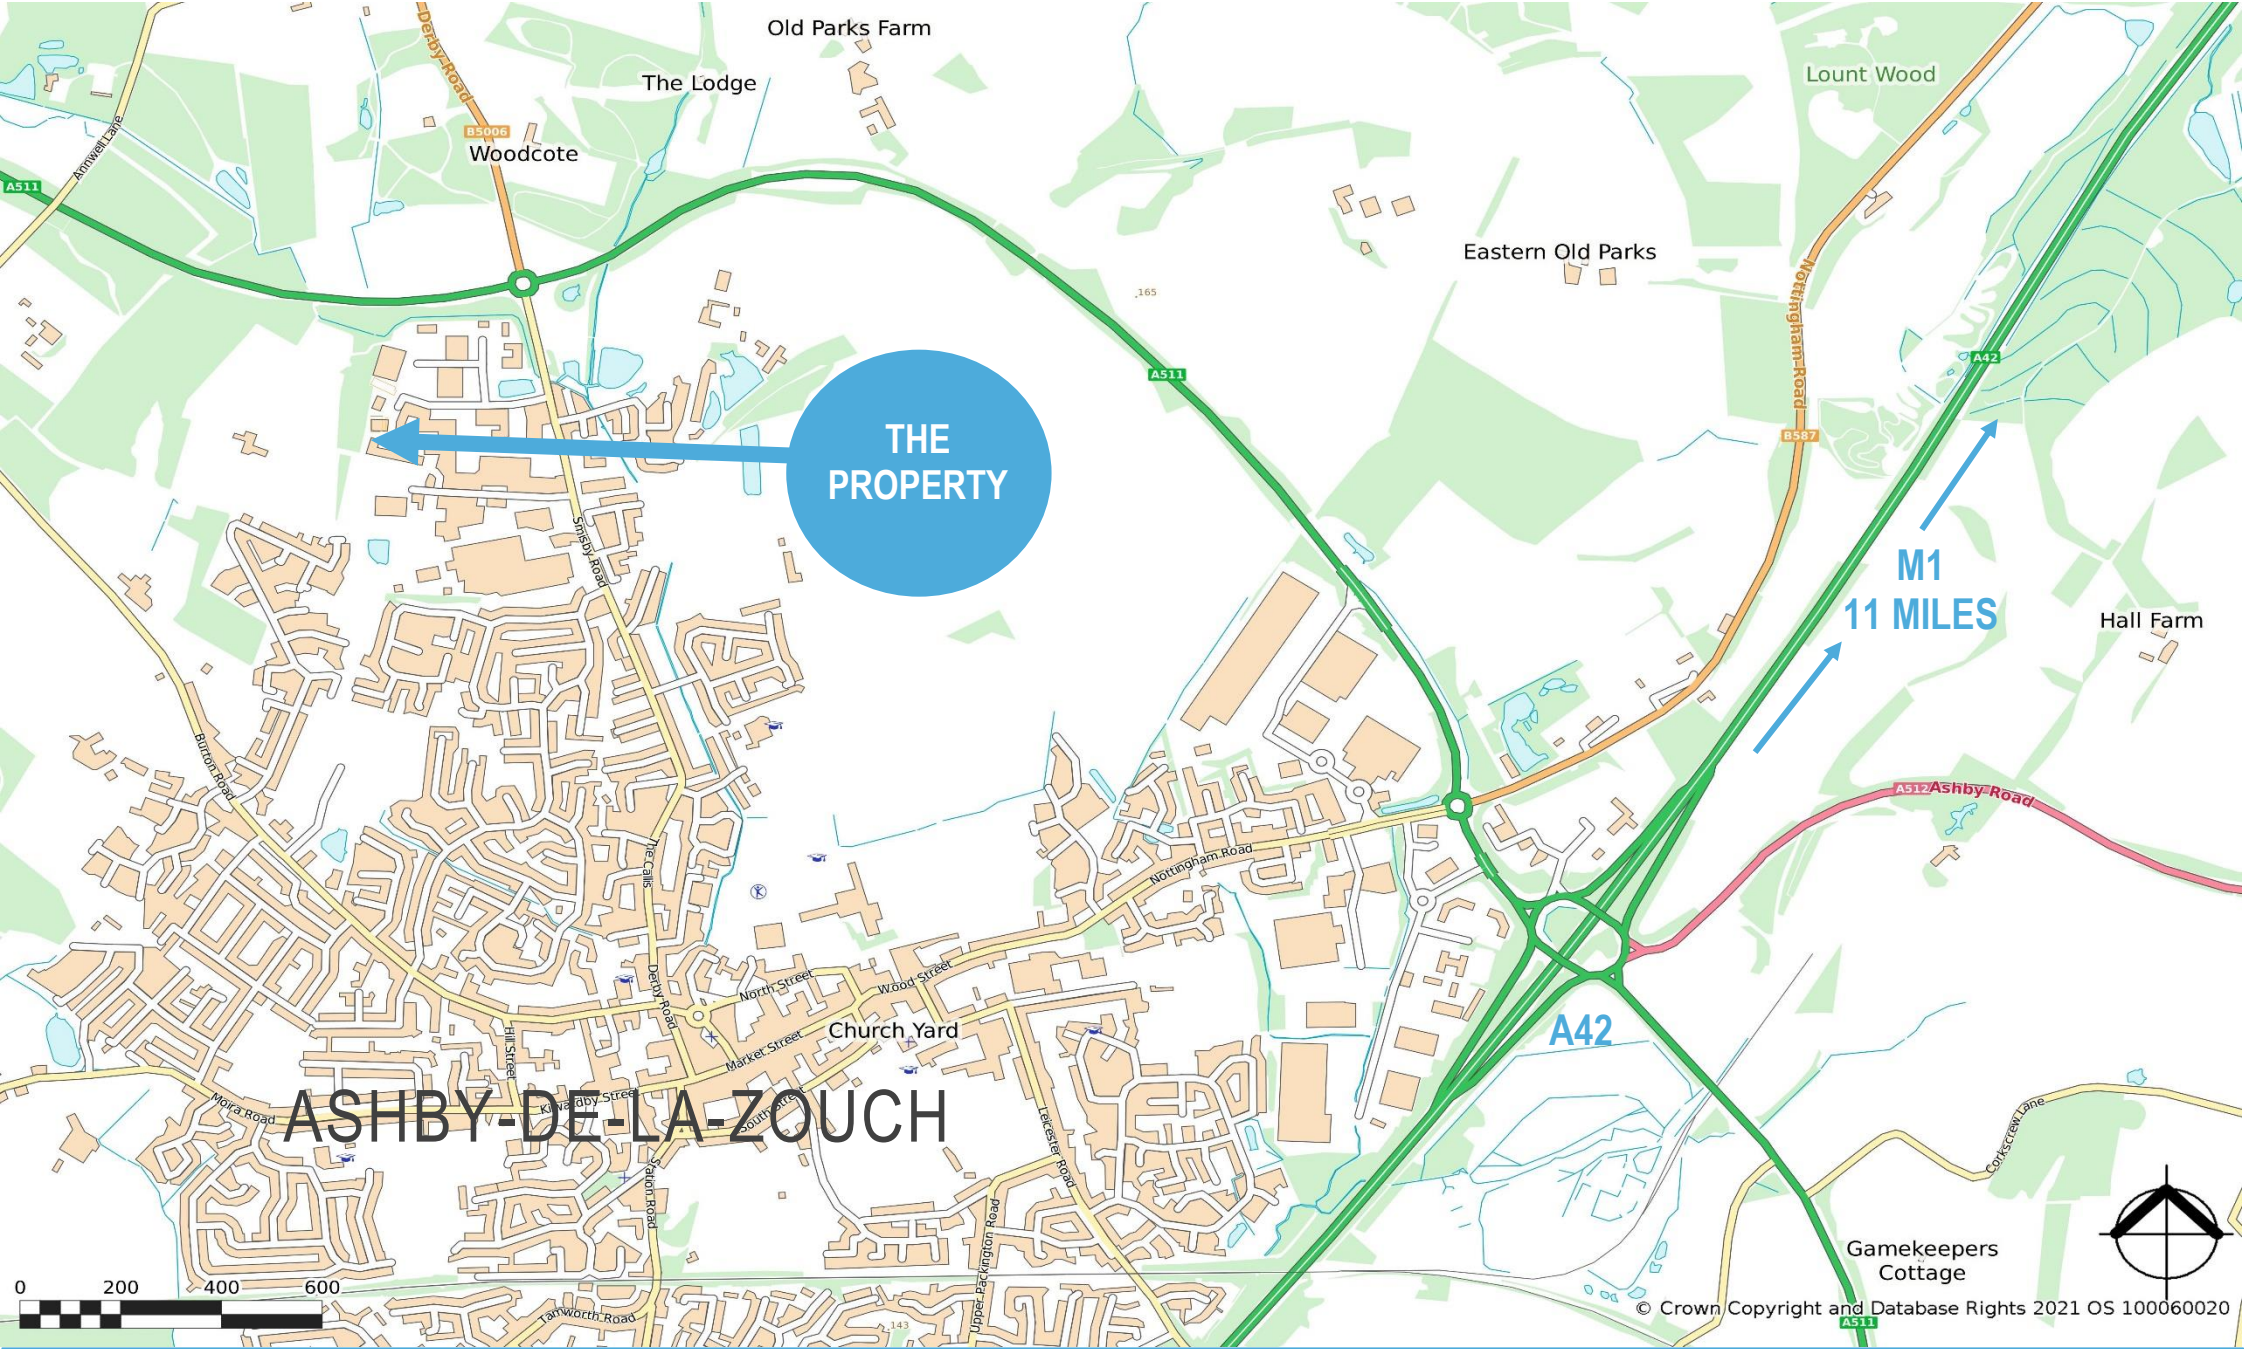 Old Parks Farm
Derby Road
Lount Wood
The Lodge
Annwell Lane
B5006
Woodcote
A511
Eastern Old Parks
165
Nottingham Road
A42
A511
B587
THE
PROPERTY
Smisby Road
M1
11 MILES
Hall Farm
Burton Road
A512
Ashby Road
The Callis
Nottingham Road
Derby Road
North Street
Wood Street
Church Yard
Market Street
Hill Street
A42
Moira Road
Kilwardby Street
South Street
ASHBY-DE-LA-ZOUCH
Leicester Road
Corkscrew Lane
Station Road
Upper Packington Road
Gamekeepers
Cottage
0 200 400 600
Tamworth Road
143
© Crown Copyright and Database Rights 2021 OS 100060020
A511